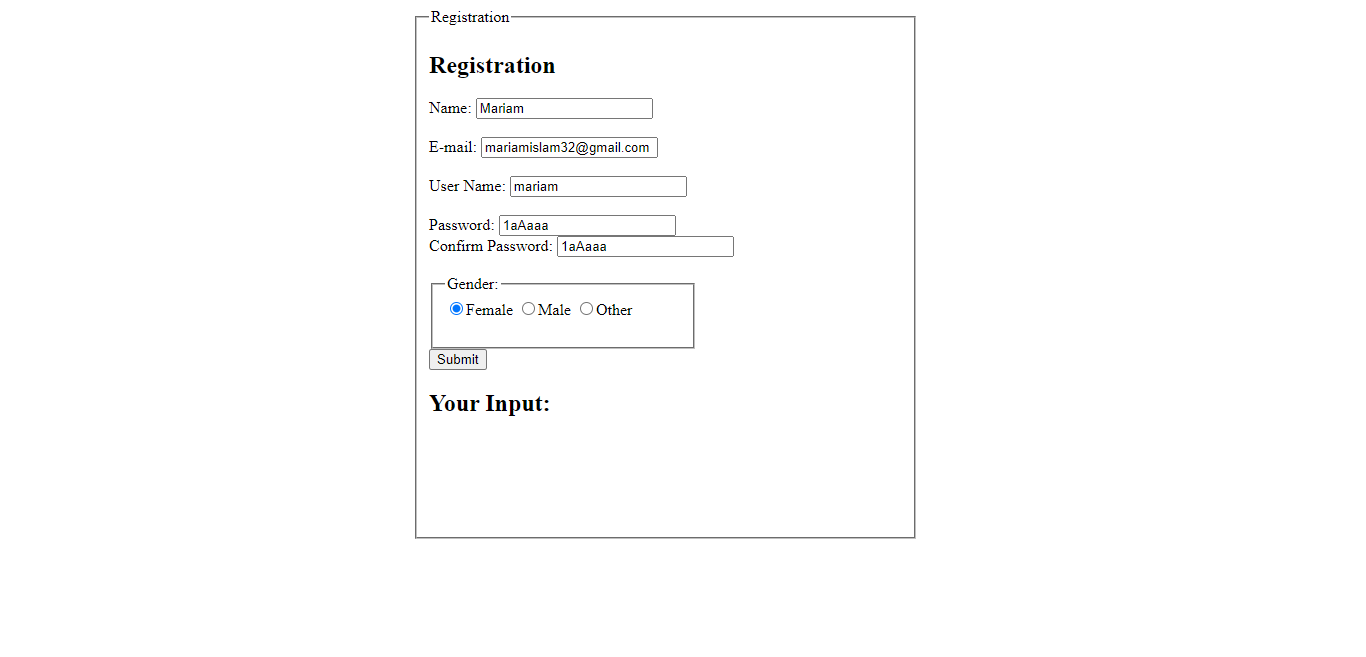 Registration
Registration
Name: Mariam
E-mail: mariamislam32@gmail.com
User Name: mariam
Password: 1aAaaa
Confirm Password: 1aAaaa
Gender:
Female Male Other
Submit
Your Input: